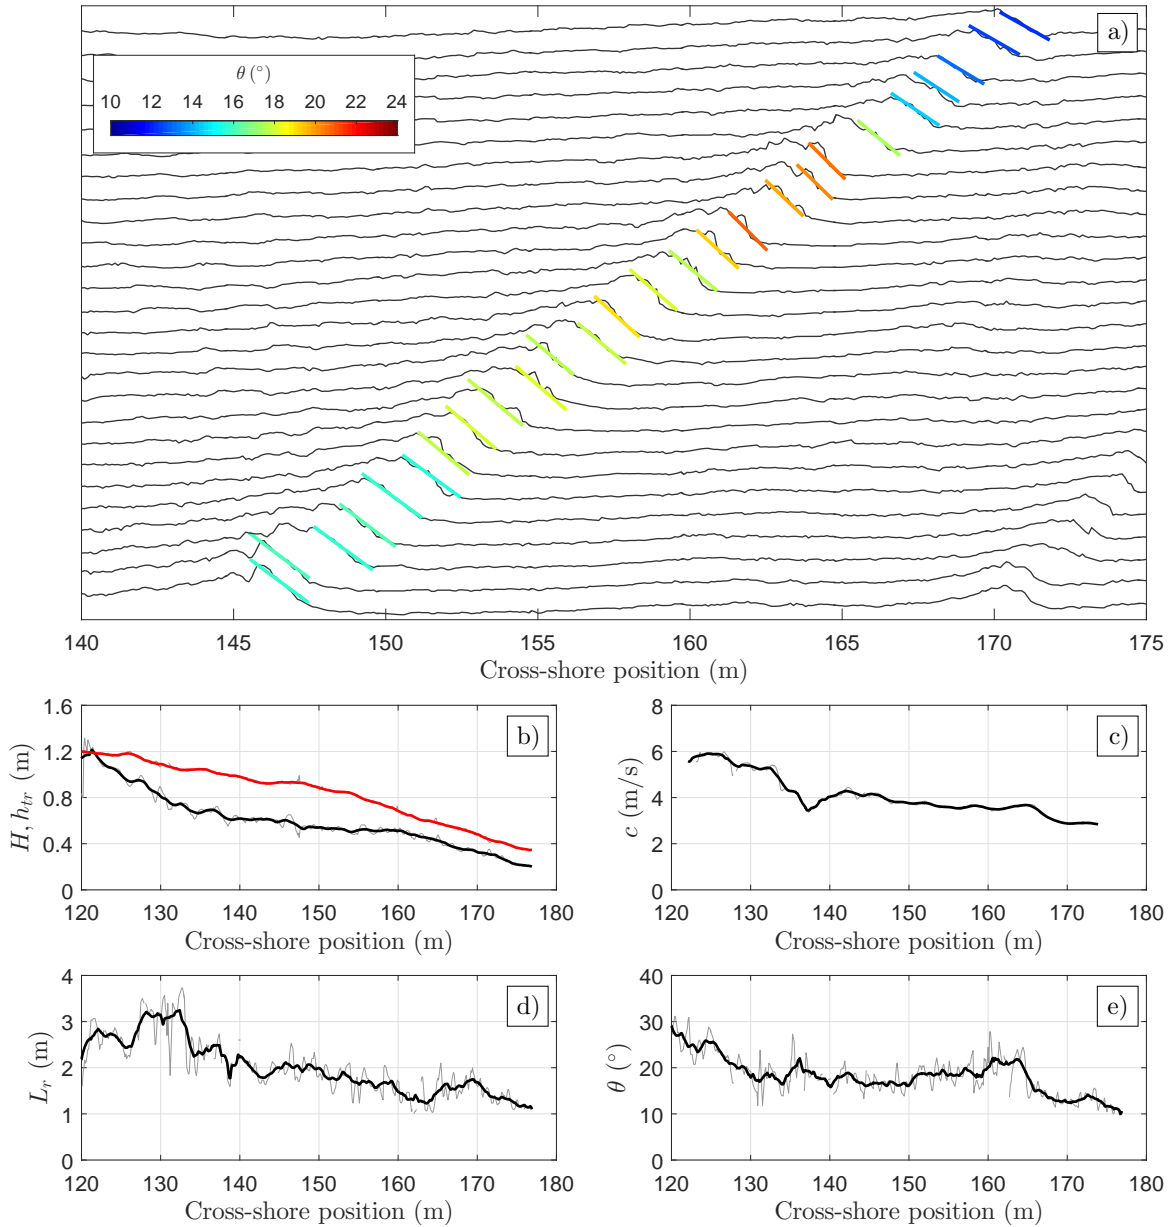 a)
θ (°)
10 12 14 16 18 20 22 24
140 145 150 155 160 165 170 175
Cross-shore position (m)
b)
H, h_tr (m)
1.6
1.2
0.8
0.4
0
120 130 140 150 160 170 180
Cross-shore position (m)
c)
c (m/s)
8
6
4
2
0
120 130 140 150 160 170 180
Cross-shore position (m)
d)
L_r (m)
4
3
2
1
0
120 130 140 150 160 170 180
Cross-shore position (m)
e)
θ (°)
40
30
20
10
0
120 130 140 150 160 170 180
Cross-shore position (m)